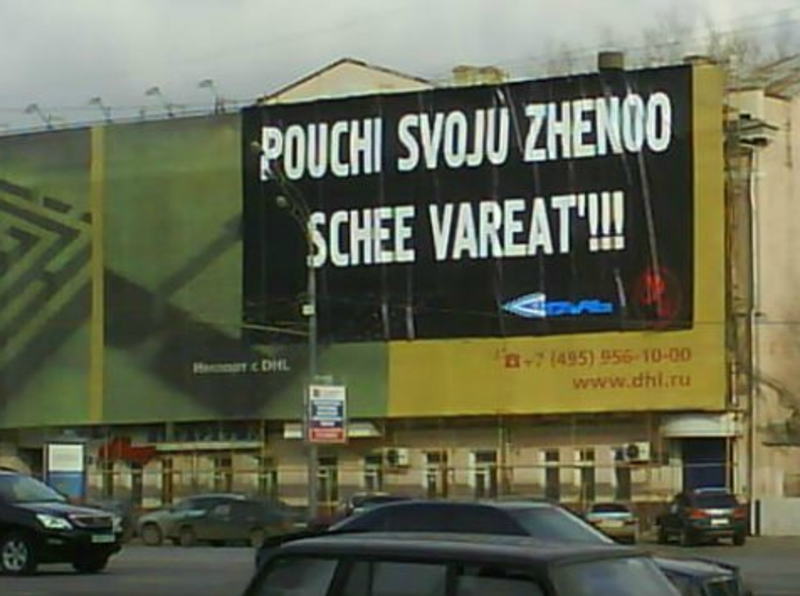 POUCHI SVOJU ZHENOO
SCHEE VAREAT'!!!
Импорт с DHL
+7 (495) 956-10-00
www.dhl.ru